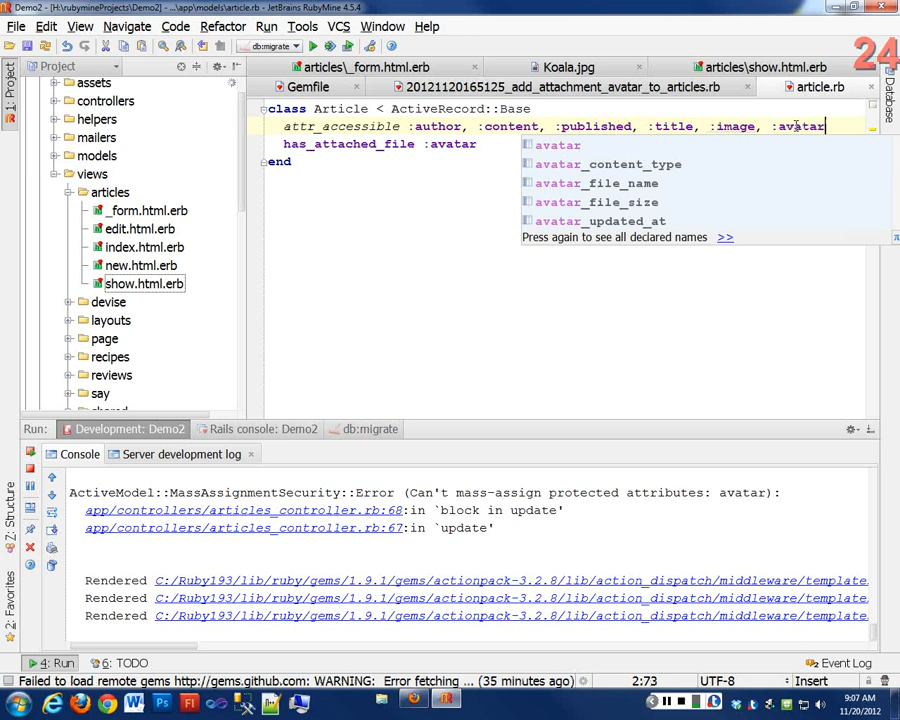 Demo2 - [H:\rubymineProjects\Demo2] - ...\app\models\article.rb - JetBrains RubyMine 4.5.4
File Edit View Navigate Code Refactor Run Tools VCS Window Help
db:migrate
24
1: Project
Project
articles\_form.html.erb
Koala.jpg
articles\show.html.erb
Gemfile
20121120165125_add_attachment_avatar_to_articles.rb
article.rb
Database
assets
controllers
helpers
mailers
models
views
articles
_form.html.erb
edit.html.erb
index.html.erb
new.html.erb
show.html.erb
devise
layouts
page
recipes
reviews
say
class Article < ActiveRecord::Base
attr_accessible :author, :content, :published, :title, :image, :avatar
has_attached_file :avatar
end
avatar
avatar_content_type
avatar_file_name
avatar_file_size
avatar_updated_at
Press again to see all declared names >>
Run: Development: Demo2 Rails console: Demo2 db:migrate
Console Server development log
ActiveModel::MassAssignmentSecurity::Error (Can't mass-assign protected attributes: avatar):
app/controllers/articles_controller.rb:68:in `block in update'
app/controllers/articles_controller.rb:67:in `update'
Rendered C:/Ruby193/lib/ruby/gems/1.9.1/gems/actionpack-3.2.8/lib/action_dispatch/middleware/template
Rendered C:/Ruby193/lib/ruby/gems/1.9.1/gems/actionpack-3.2.8/lib/action_dispatch/middleware/template
Rendered C:/Ruby193/lib/ruby/gems/1.9.1/gems/actionpack-3.2.8/lib/action_dispatch/middleware/template
Z: Structure
2: Favorites
4: Run
6: TODO
Event Log
Failed to load remote gems http://gems.github.com: WARNING: Error fetching ... (35 minutes ago)
2:73
UTF-8
Insert
9:07 AM
11/20/2012